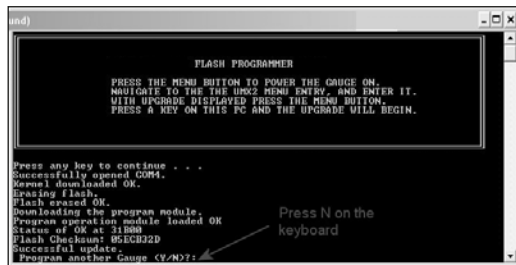 und)
FLASH PROGRAMMER
PRESS THE MENU BUTTON TO POWER THE GAUGE ON.
NAVIGATE TO THE THE UMX2 MENU ENTRY, AND ENTER IT.
WITH UPGRADE DISPLAYED PRESS THE MENU BUTTON.
PRESS A KEY ON THIS PC AND THE UPGRADE WILL BEGIN.
Press any key to continue . . .
Successfully opened COM4.
Kernel downloaded OK.
Erasing flash.
Flash erased OK.
Downloading the program module.
Program operation module loaded OK
Status of OK at 31B00
Flash Checksum: 05ECB32D
Successful update.
Program another Gauge (Y/N)?:
Press N on the
keyboard